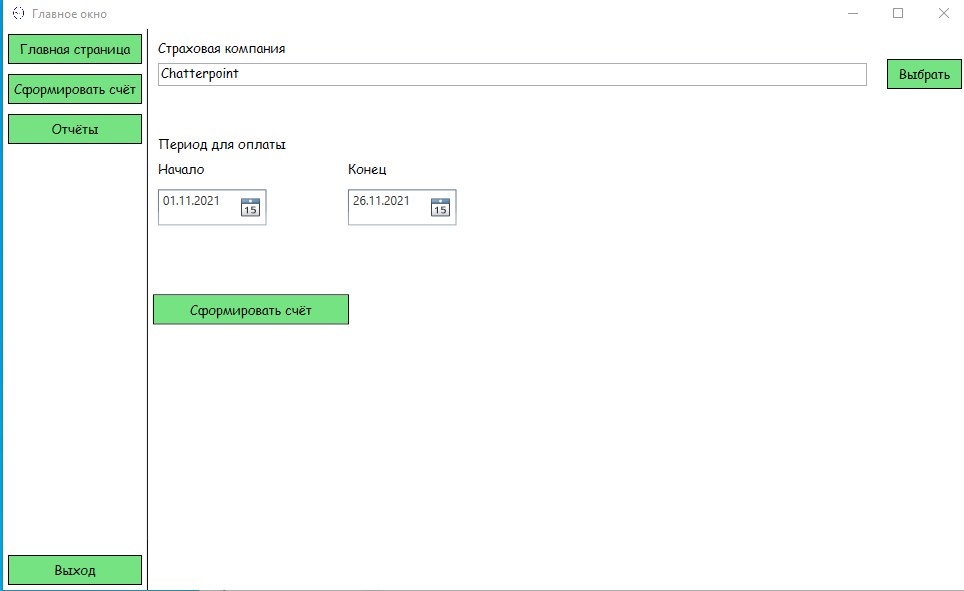 Главное окно
Главная страница
Сформировать счёт
Отчёты
Выход
Страховая компания
Chatterpoint
Выбрать
Период для оплаты
Начало
Конец
01.11.2021
15
26.11.2021
15
Сформировать счёт